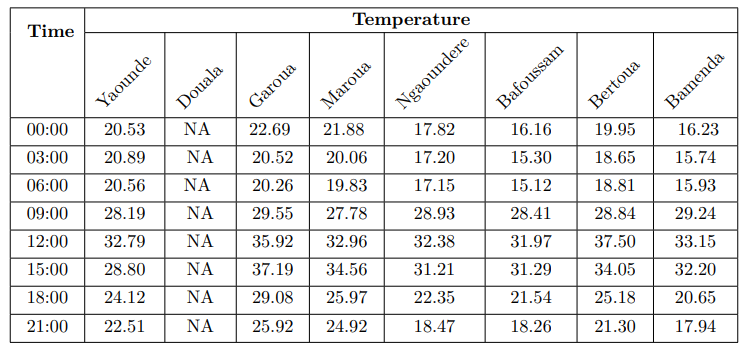 Time Temperature
Yaounde Douala Garoua Maroua Ngaoundere Bafoussam Bertoua Bamenda
00:00 20.53 NA 22.69 21.88 17.82 16.16 19.95 16.23
03:00 20.89 NA 20.52 20.06 17.20 15.30 18.65 15.74
06:00 20.56 NA 20.26 19.83 17.15 15.12 18.81 15.93
09:00 28.19 NA 29.55 27.78 28.93 28.41 28.84 29.24
12:00 32.79 NA 35.92 32.96 32.38 31.97 37.50 33.15
15:00 28.80 NA 37.19 34.56 31.21 31.29 34.05 32.20
18:00 24.12 NA 29.08 25.97 22.35 21.54 25.18 20.65
21:00 22.51 NA 25.92 24.92 18.47 18.26 21.30 17.94